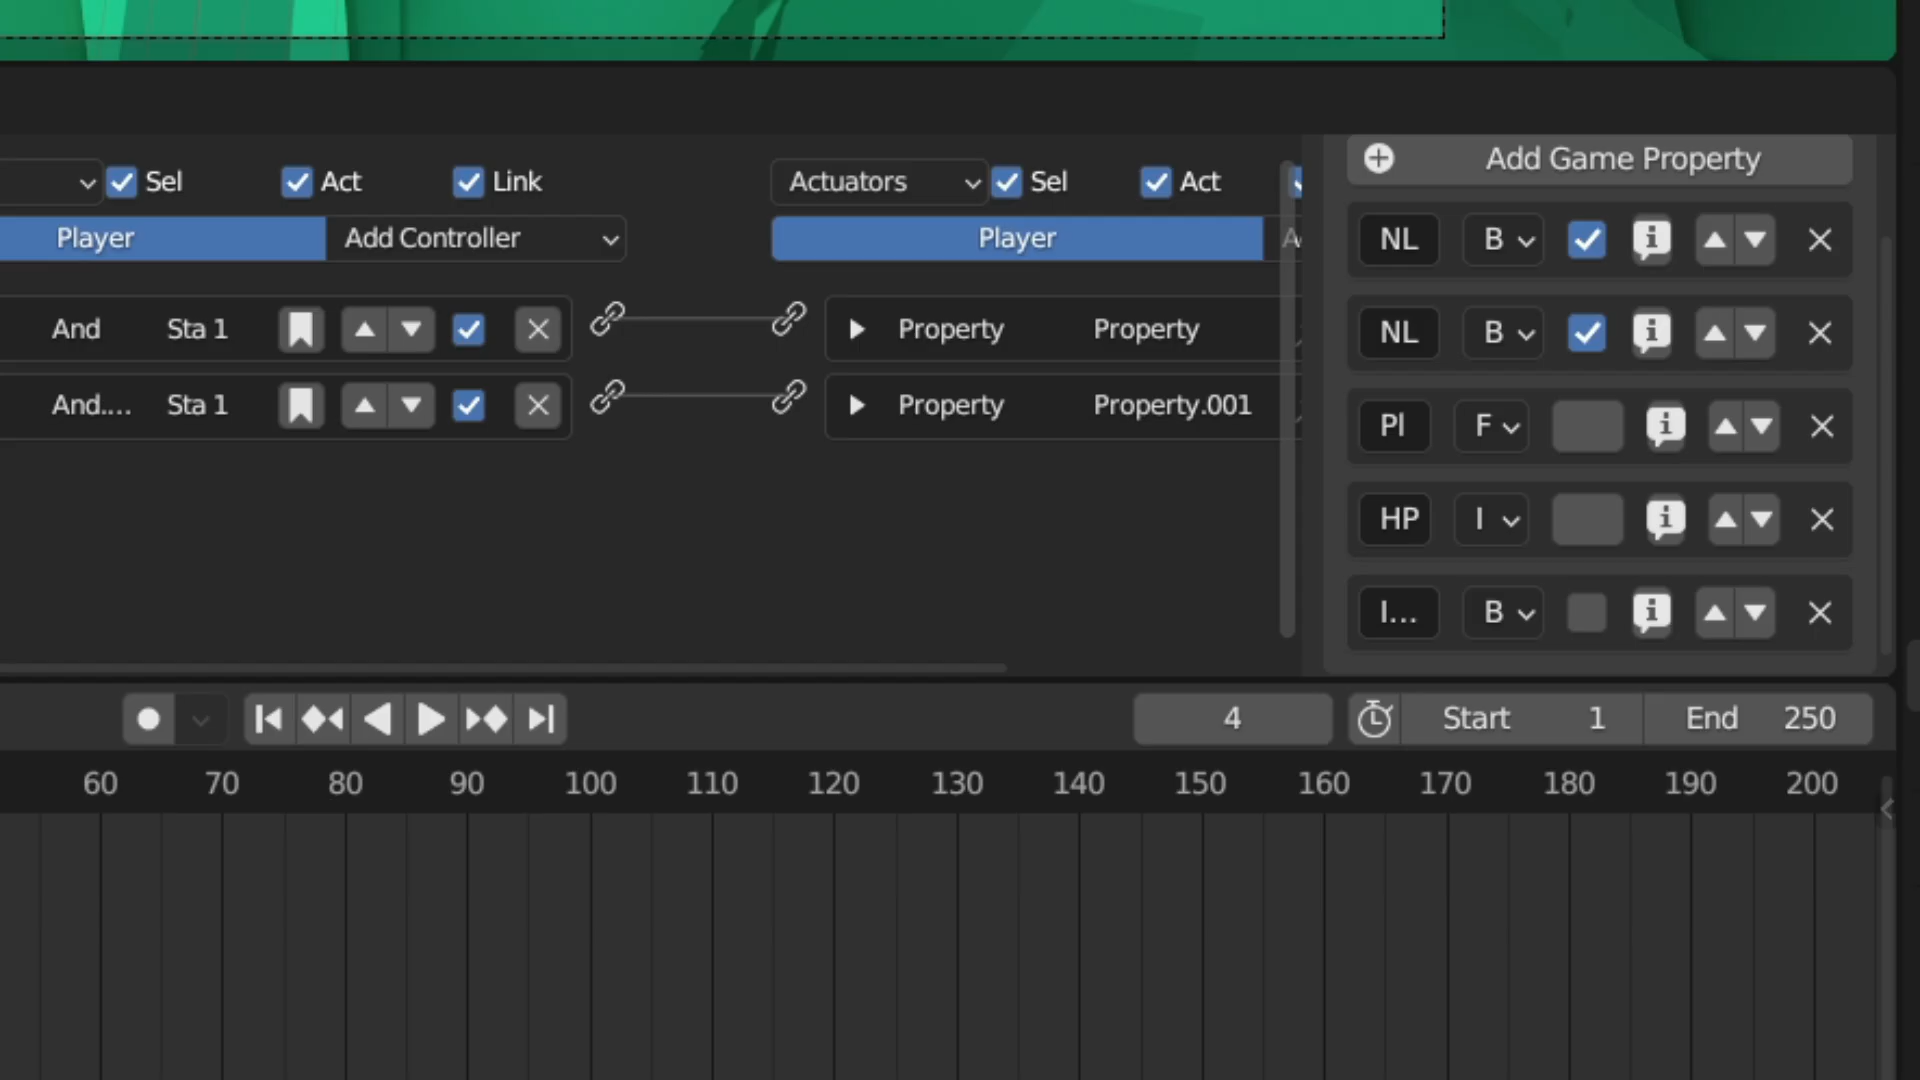 Add Game Property
Sel Act Link Actuators Sel Act
Player Add Controller Player
NL B
And Sta 1 Property Property
NL B
And.... Sta 1 Property Property.001
Pl F
HP I
I... B
4 Start 1 End 250
60 70 80 90 100 110 120 130 140 150 160 170 180 190 200